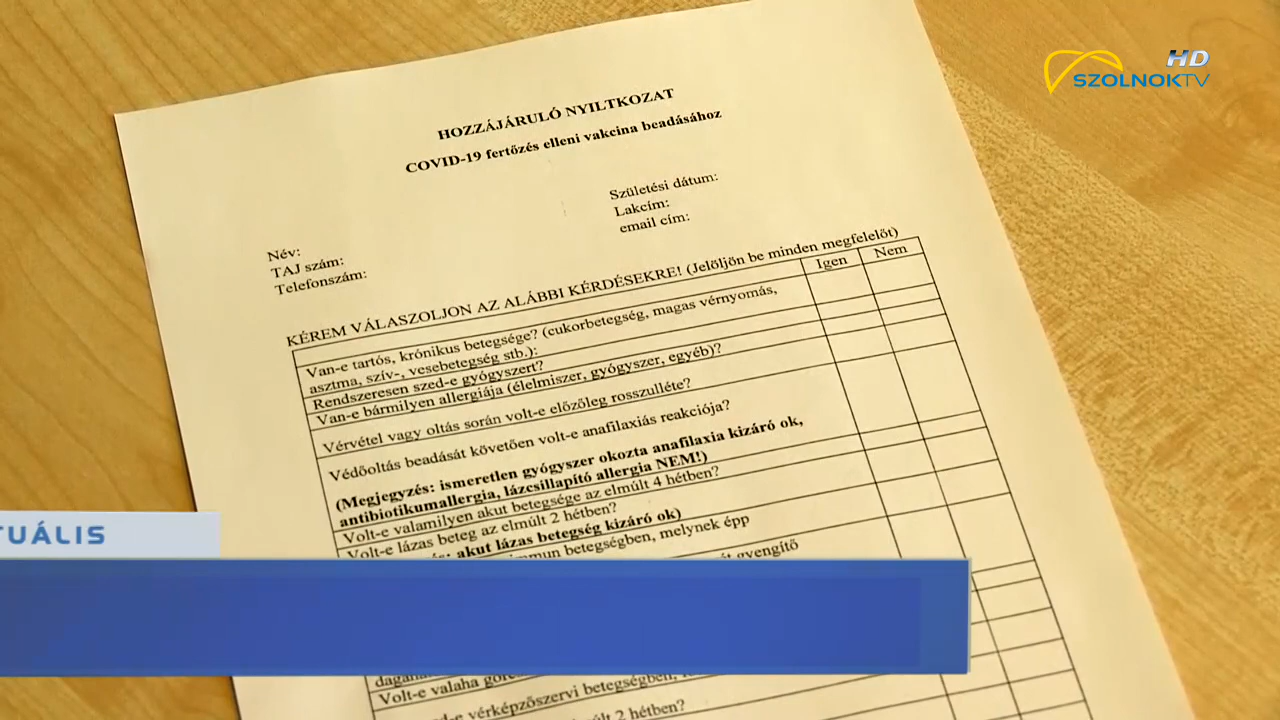 HD
SZOLNOKTV
HOZZÁJÁRULÓ NYILTKOZAT
COVID-19 fertőzés elleni vakcina beadásához
Születési dátum:
Lakcím:
email cím:
Név:
TAJ szám:
Telefonszám:
KÉREM VÁLASZOLJON AZ ALÁBBI KÉRDÉSEKRE! (Jelöljön be minden megfelelőt)
Igen Nem
Van-e tartós, krónikus betegsége? (cukorbetegség, magas vérnyomás,
asztma, szív-, vesebetegség stb.):
Rendszeresen szed-e gyógyszert?
Van-e bármilyen allergiája (élelmiszer, gyógyszer, egyéb)?
Vérvétel vagy oltás során volt-e előzőleg rosszulléte?
Védőoltás beadását követően volt-e anafilaxiás reakciója?
(Megjegyzés: ismeretlen gyógyszer okozta anafilaxia kizáró ok,
antibiotikumallergia, lázcsillapító allergia NEM!)
Volt-e valamilyen akut betegsége az elmúlt 4 hétben?
Volt-e lázas beteg az elmúlt 2 hétben?
akut lázas betegség kizáró ok)
betegségben, melynek épp
gyengítő
TUÁLIS
Volt-e valaha
vérképzőszervi betegségben,
2 hétben?